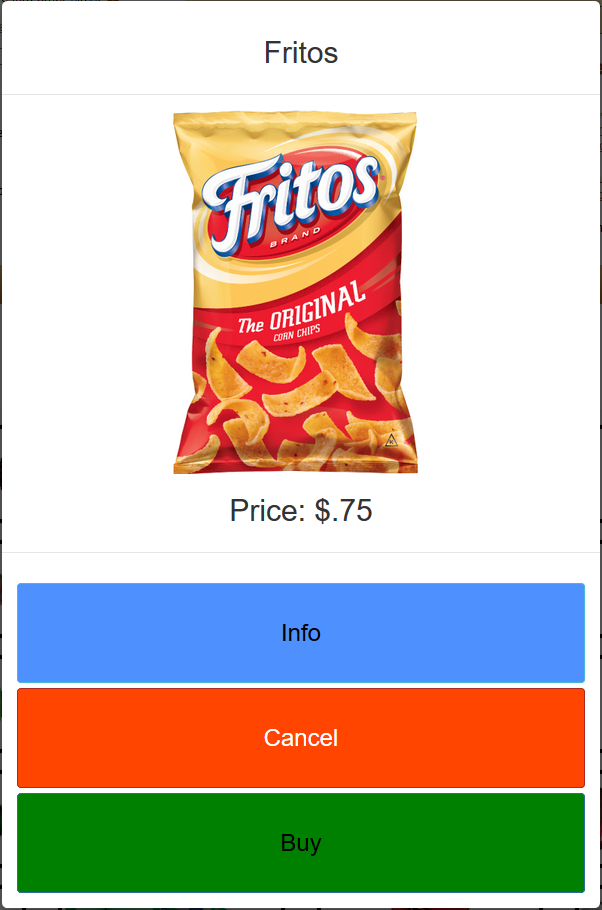 Fritos
Fritos
BRAND
The ORIGINAL
CORN CHIPS
Price: $.75
Info
Cancel
Buy